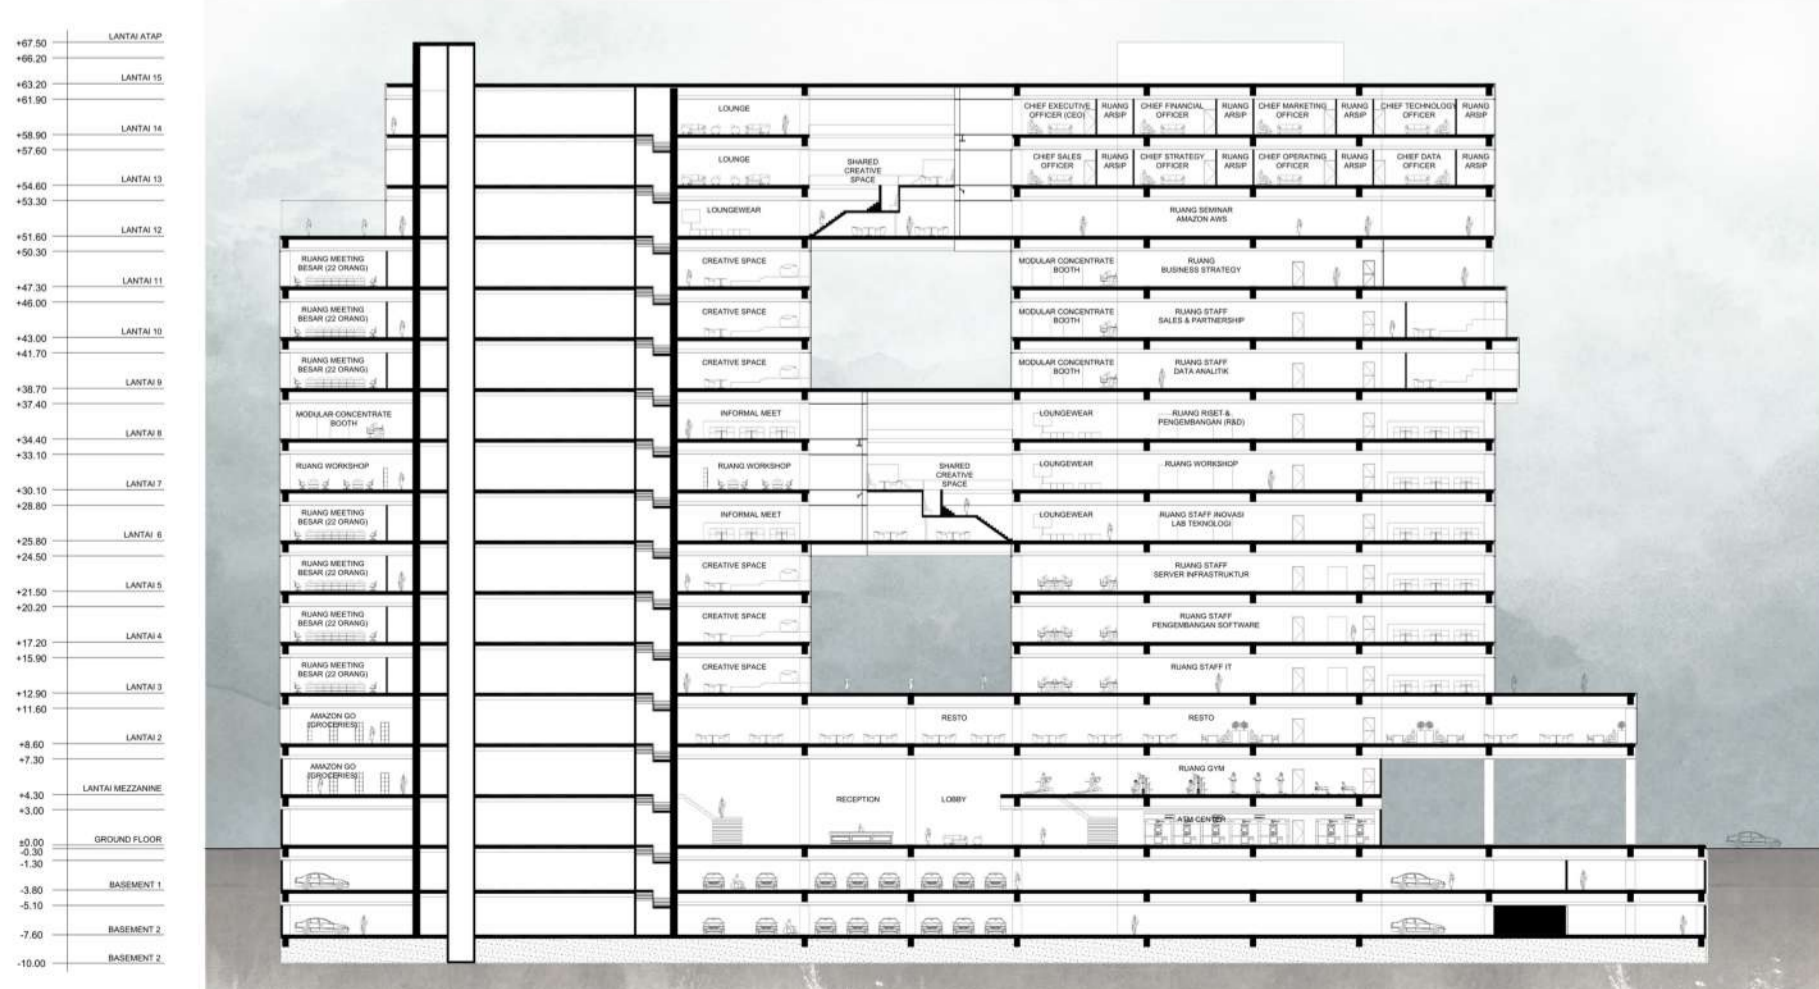 LANTAI ATAP
+67.50
+66.20
LANTAI 15
+63.20
+61.90
LANTAI 14
+58.90
+57.60
LANTAI 13
+54.60
+53.30
LANTAI 12
+51.60
+50.30
LANTAI 11
+47.30
+46.00
LANTAI 10
+43.00
+41.70
LANTAI 9
+38.70
+37.40
LANTAI 8
+34.40
+33.10
LANTAI 7
+30.10
+28.80
LANTAI 6
+25.80
+24.50
LANTAI 5
+21.50
+20.20
LANTAI 4
+17.20
+15.90
LANTAI 3
+12.90
+11.60
LANTAI 2
+8.60
+7.30
LANTAI MEZZANINE
+4.30
+3.00
GROUND FLOOR
±0.00
-0.30
-1.30
BASEMENT 1
-3.80
-5.10
BASEMENT 2
-7.60
BASEMENT 2
-10.00
LOUNGE
CHIEF EXECUTIVE
OFFICER (CEO)
RUANG
ARSIP
CHIEF FINANCIAL
OFFICER
RUANG
ARSIP
CHIEF MARKETING
OFFICER
RUANG
ARSIP
CHIEF TECHNOLOGY
OFFICER
RUANG
ARSIP
LOUNGE
SHARED
CREATIVE
SPACE
CHIEF SALES
OFFICER
RUANG
ARSIP
CHIEF STRATEGY
OFFICER
RUANG
ARSIP
CHIEF OPERATING
OFFICER
RUANG
ARSIP
CHIEF DATA
OFFICER
RUANG
ARSIP
LOUNGEWEAR
RUANG SEMINAR
AMAZON AWS
RUANG MEETING
BESAR (22 ORANG)
CREATIVE SPACE
MODULAR CONCENTRATE
BOOTH
RUANG
BUSINESS STRATEGY
RUANG MEETING
BESAR (22 ORANG)
CREATIVE SPACE
MODULAR CONCENTRATE
BOOTH
RUANG STAFF
SALES & PARTNERSHIP
RUANG MEETING
BESAR (22 ORANG)
CREATIVE SPACE
MODULAR CONCENTRATE
BOOTH
RUANG STAFF
DATA ANALITIK
MODULAR CONCENTRATE
BOOTH
INFORMAL MEET
LOUNGEWEAR
RUANG RISET &
PENGEMBANGAN (R&D)
RUANG WORKSHOP
RUANG WORKSHOP
SHARED
CREATIVE
SPACE
LOUNGEWEAR
RUANG WORKSHOP
RUANG MEETING
BESAR (22 ORANG)
INFORMAL MEET
LOUNGEWEAR
RUANG STAFF INOVASI
LAB TEKNOLOGI
RUANG MEETING
BESAR (22 ORANG)
CREATIVE SPACE
RUANG STAFF
SERVER INFRASTRUKTUR
RUANG MEETING
BESAR (22 ORANG)
CREATIVE SPACE
RUANG STAFF
PENGEMBANGAN SOFTWARE
RUANG MEETING
BESAR (22 ORANG)
CREATIVE SPACE
RUANG STAFF IT
AMAZON GO
(GROCERIES)
RESTO
RESTO
AMAZON GO
(GROCERIES)
RECEPTION
LOBBY
RUANG GYM
ATM CENTER